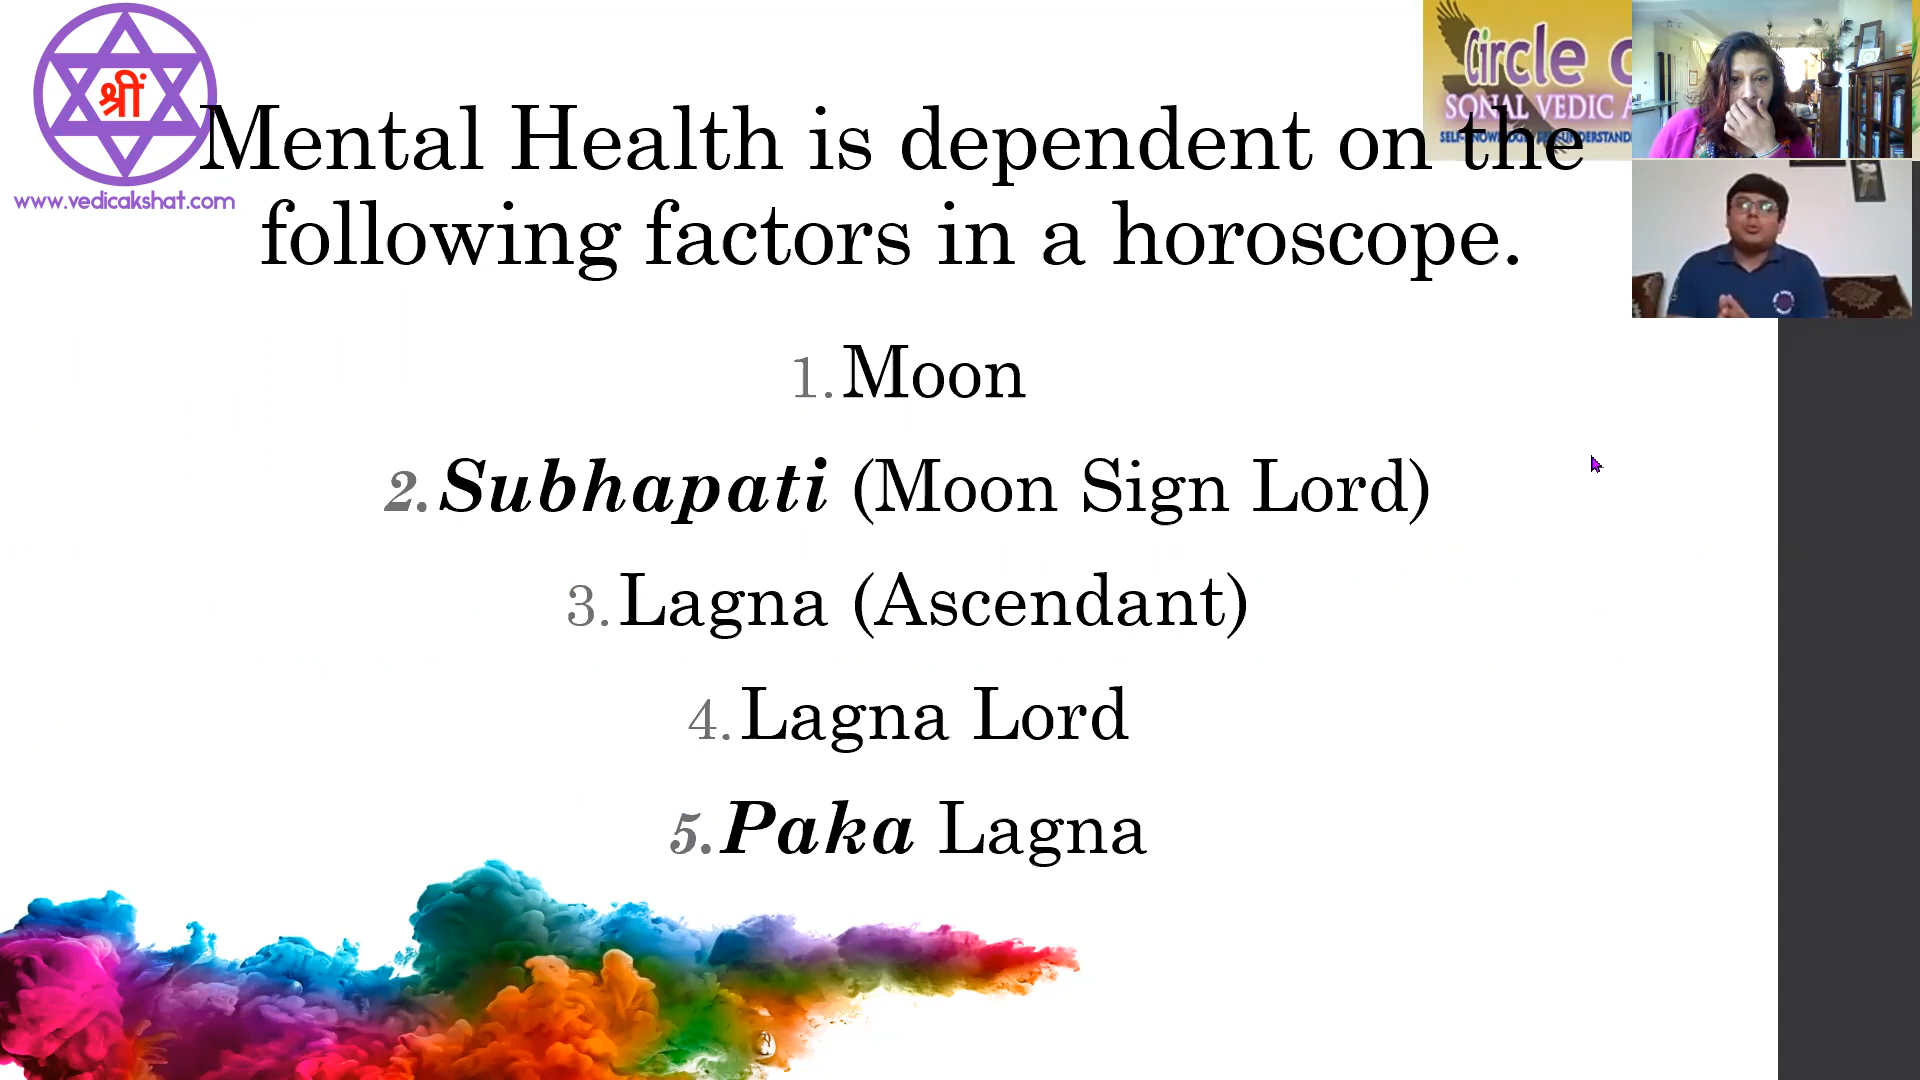 श्रीं
www.vedicakshat.com
Circle
SONAL VEDIC
Mental Health is dependent on the
following factors in a horoscope.
1. Moon
2. Subhapati (Moon Sign Lord)
3. Lagna (Ascendant)
4. Lagna Lord
5. Paka Lagna